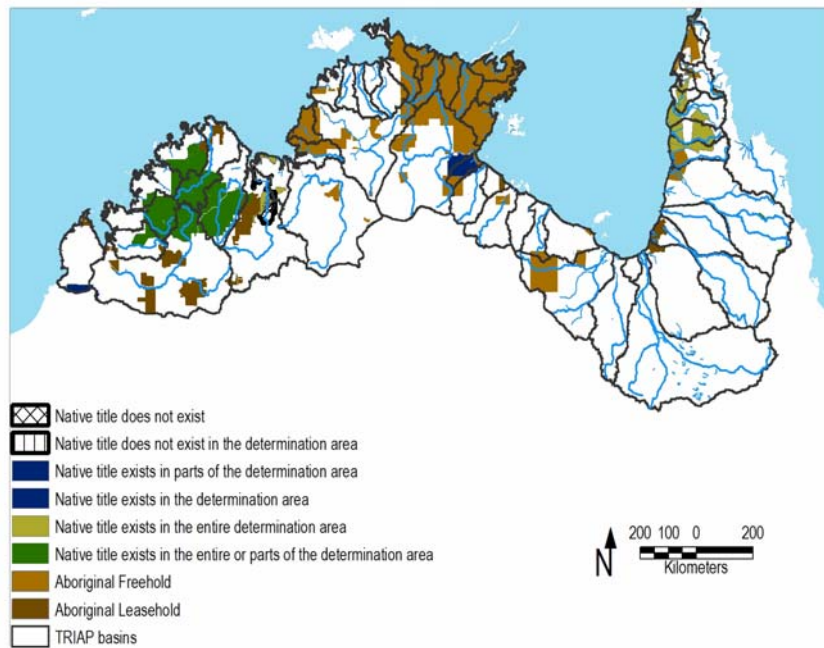 Native title does not exist
Native title does not exist in the determination area
Native title exists in parts of the determination area
Native title exists in the determination area
Native title exists in the entire determination area
Native title exists in the entire or parts of the determination area
Aboriginal Freehold
Aboriginal Leasehold
TRIAP basins
N
200 100 0 200
Kilometers